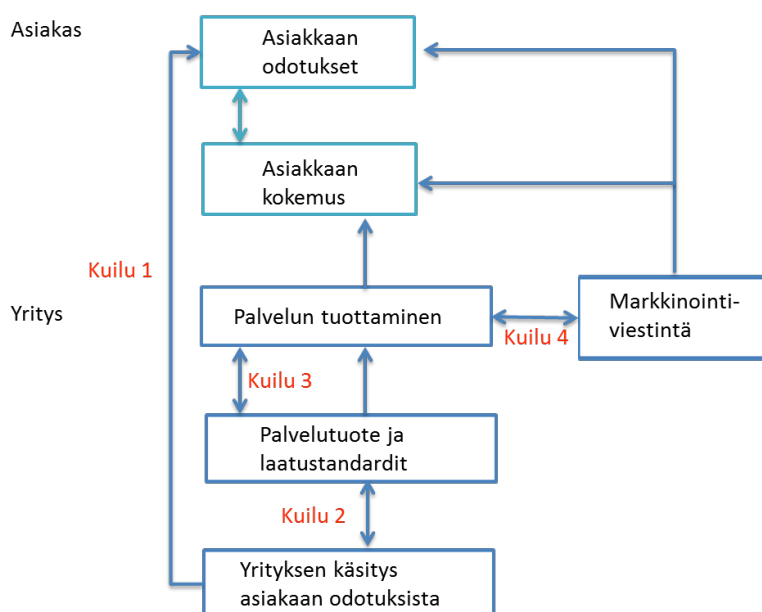 Asiakas
Asiakkaan
odotukset
Asiakkaan
kokemus
Kuilu 1
Yritys
Palvelun tuottaminen
Markkinointi-
viestintä
Kuilu 4
Kuilu 3
Palvelutuote ja
laatustandardit
Kuilu 2
Yrityksen käsitys
asiakaan odotuksista